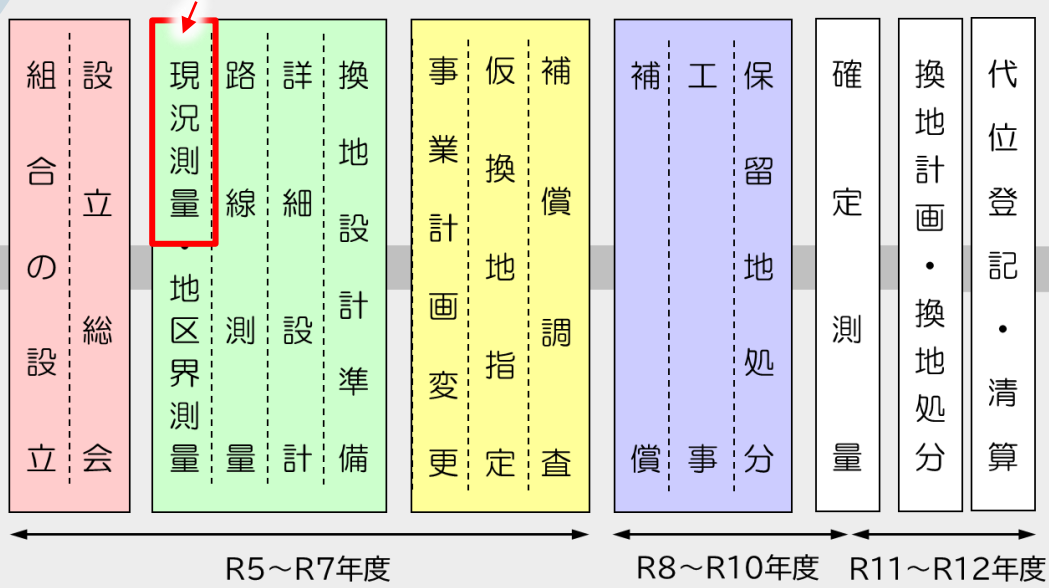 組合の設立
設立総会
現況測量・地区界測量
路線測量
詳細設計
換地設計準備
事業計画変更
仮換地指定
補償調査
補償
工事
保留地処分
確定測量
換地計画・換地処分
代位登記・清算
R5～R7年度
R8～R10年度
R11～R12年度